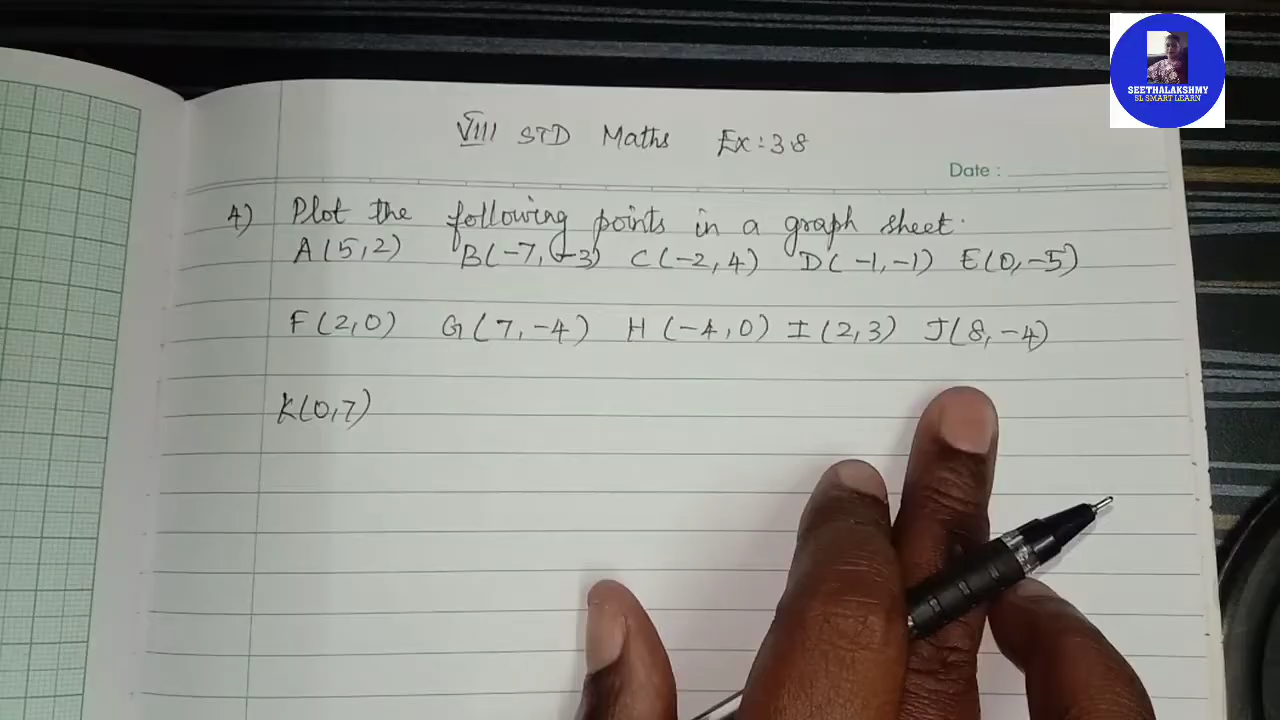 SEETHALAKSHMY
SL SMART LEARN
VIII STD Maths Ex: 3.8
Date :
4) Plot the following points in a graph sheet.
A(5,2) B(-7,-3) C(-2,4) D(-1,-1) E(0,-5)
F(2,0) G(7,-4) H(-4,0) I(2,3) J(8,-4)
K(0,7)